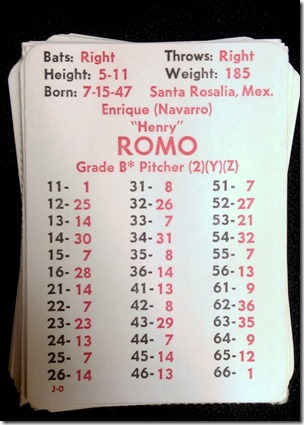 Bats: Right Throws: Right
Height: 5-11 Weight: 185
Born: 7-15-47 Santa Rosalia, Mex.
Enrique (Navarro)
"Henry"
ROMO
Grade B* Pitcher (2)(Y)(Z)
11- 1 31- 8 51- 7
12- 25 32- 26 52- 27
13- 14 33- 7 53- 21
14- 30 34- 31 54- 32
15- 7 35- 8 55- 7
16- 28 36- 14 56- 13
21- 14 41- 13 61- 9
22- 7 42- 8 62- 36
23- 23 43- 29 63- 35
24- 13 44- 7 64- 9
25- 7 45- 14 65- 12
26- 14 46- 13 66- 1
J-O